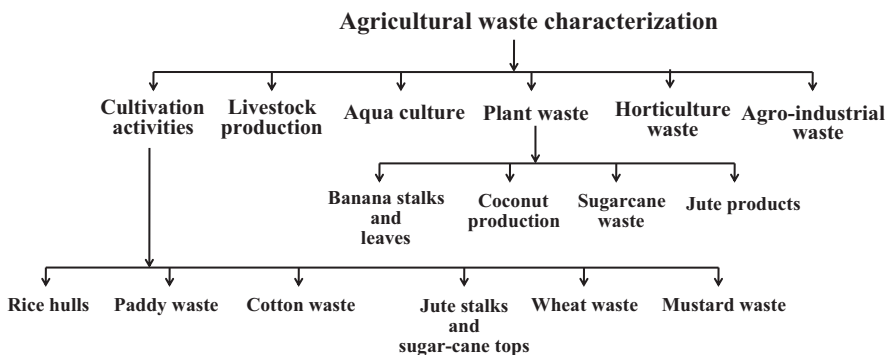 Agricultural waste characterization
Cultivation
activities
Livestock
production
Aqua culture
Plant waste
Horticulture
waste
Agro-industrial
waste
Banana stalks
and
leaves
Coconut
production
Sugarcane
waste
Jute products
Rice hulls
Paddy waste
Cotton waste
Jute stalks
and
sugar-cane tops
Wheat waste
Mustard waste